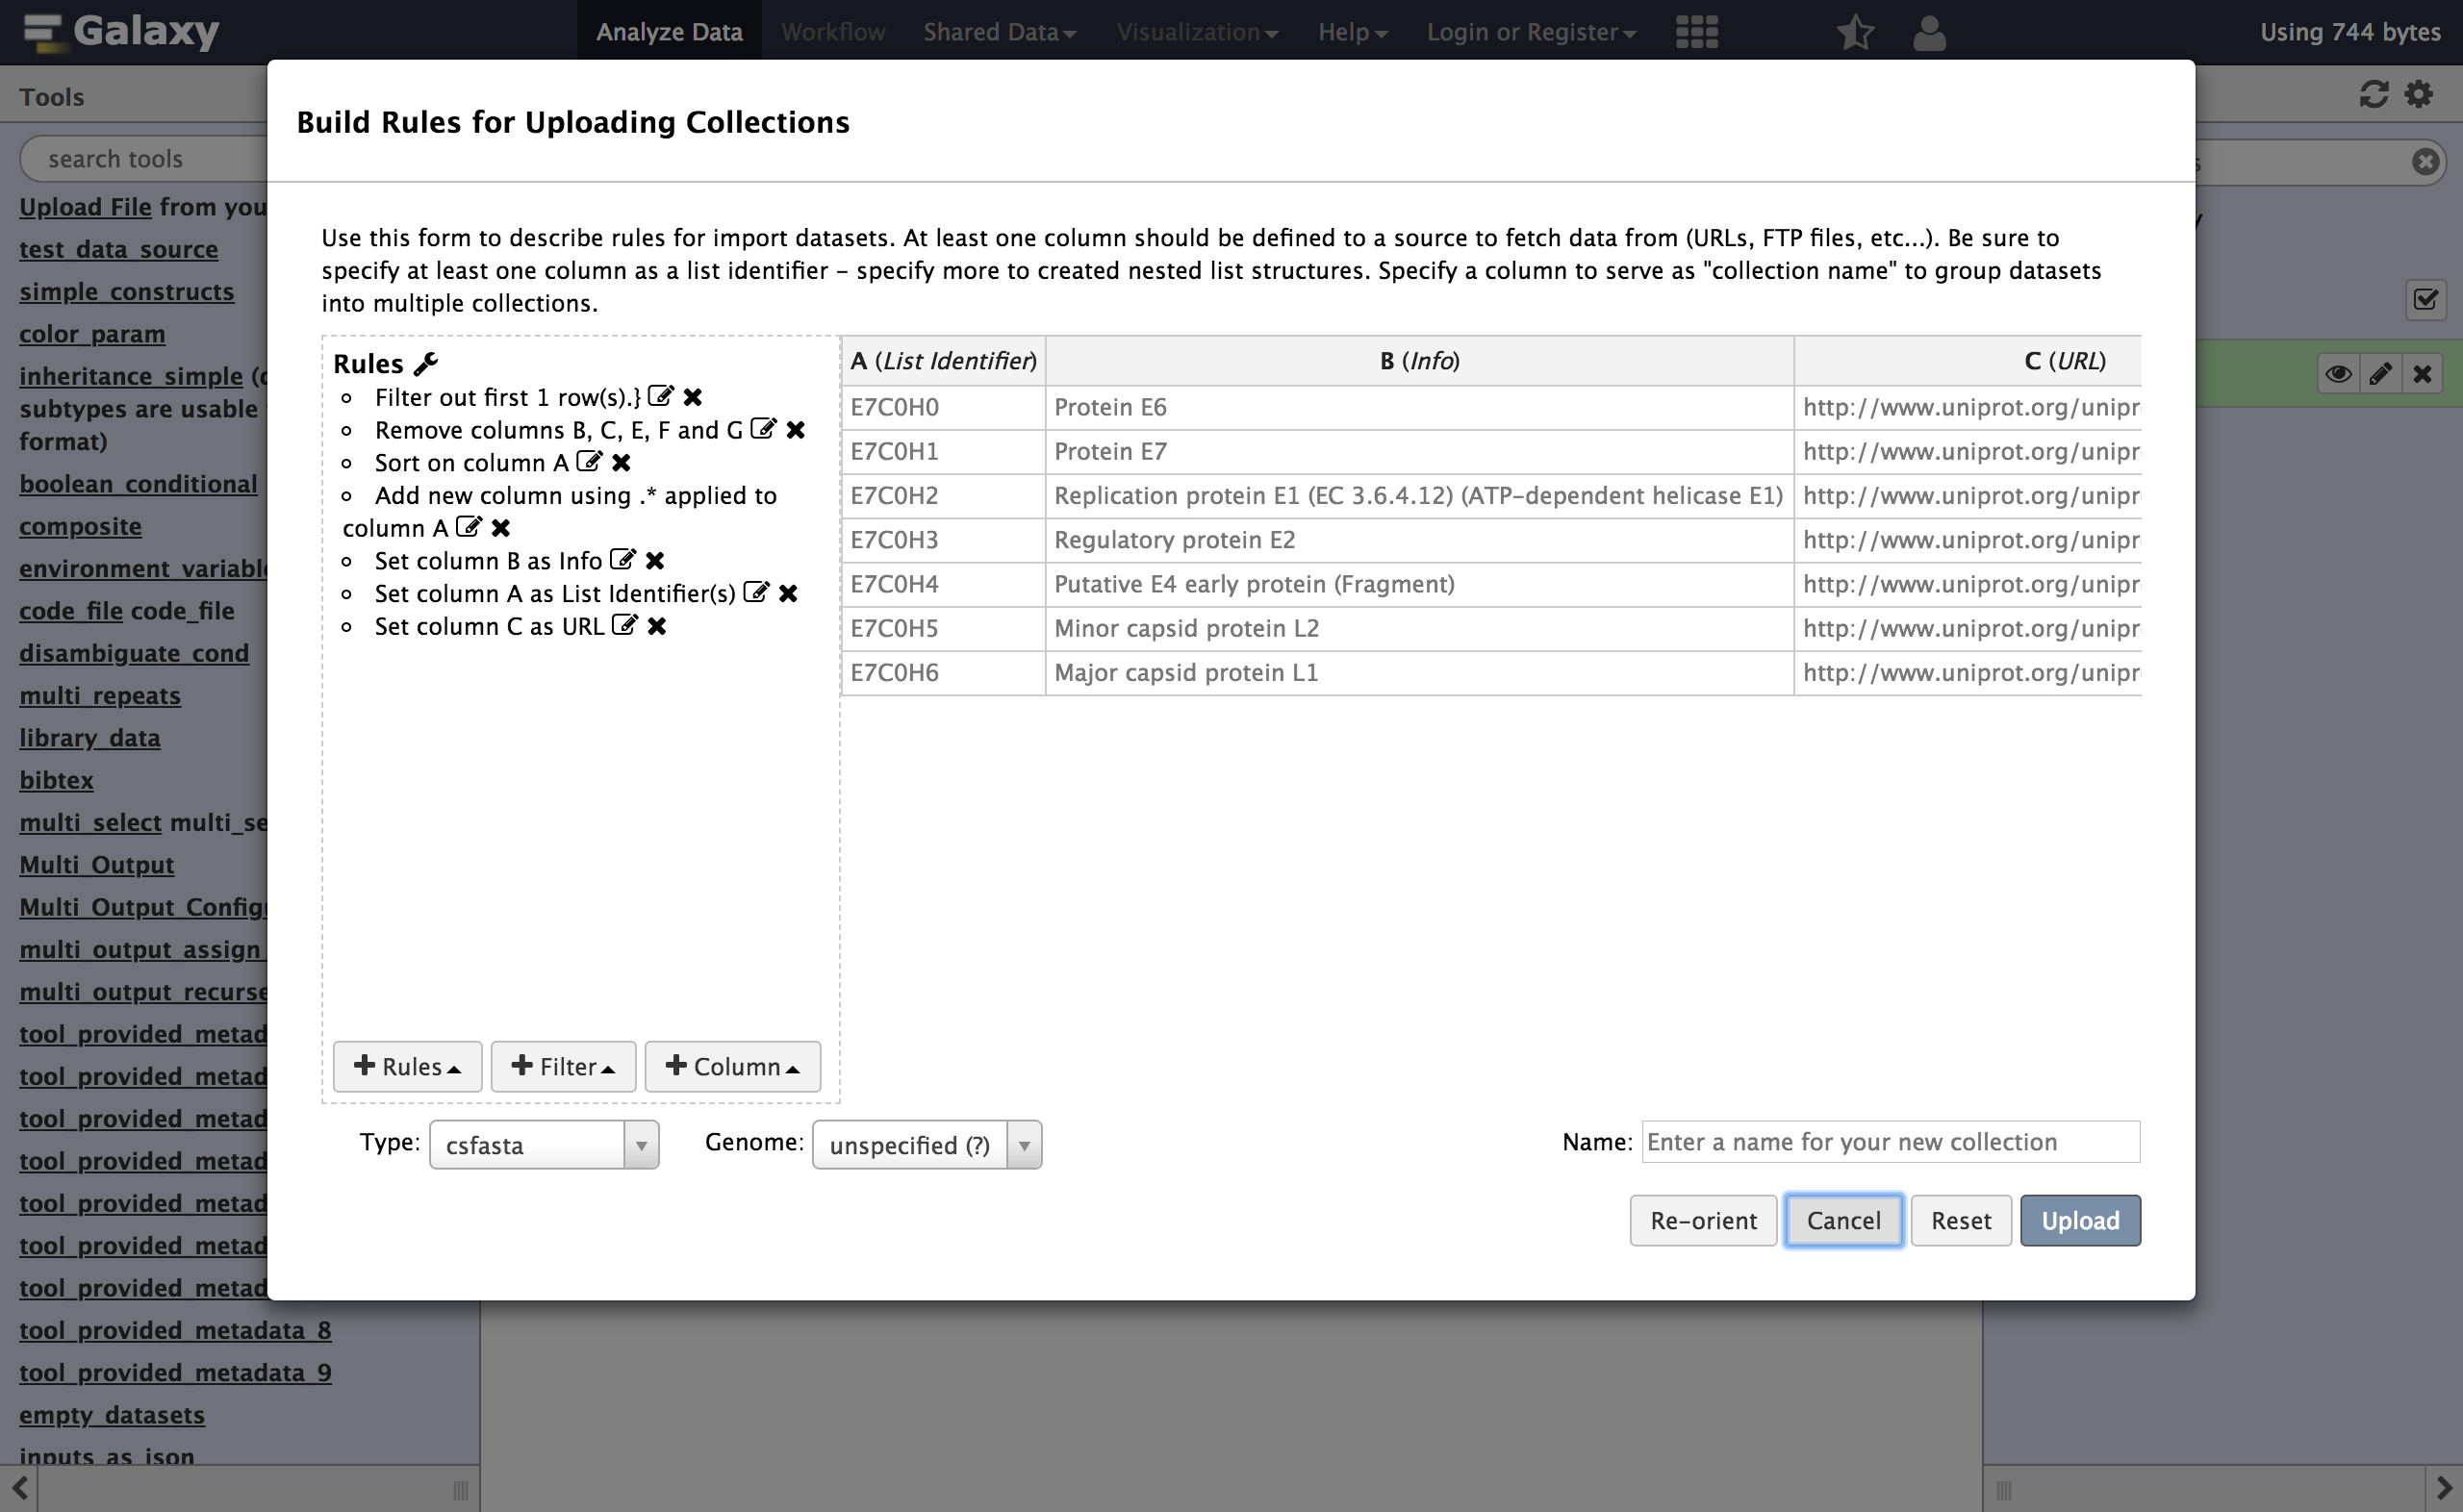 Galaxy
Analyze Data Workflow Shared Data Visualization Help Login or Register Using 744 bytes
Tools
search tools
Upload File from you
test_data_source
simple_constructs
color_param
inheritance_simple
subtypes are usable
format)
boolean_conditional
composite
code_file code_file
disambiguate_cond
multi_repeats
library_data
bibtex
multi_select
Multi_Output
tool_provided_metadata_8
tool_provided_metadata_9
empty_datasets
inputs_as_json
Build Rules for Uploading Collections
Use this form to describe rules for import datasets. At least one column should be defined to a source to fetch data from (URLs, FTP files, etc...). Be sure to
specify at least one column as a list identifier – specify more to created nested list structures. Specify a column to serve as "collection name" to group datasets
into multiple collections.
Rules
Filter out first 1 row(s).}
Remove columns B, C, E, F and G
Sort on column A
Add new column using .* applied to
column A
Set column B as Info
Set column A as List Identifier(s)
Set column C as URL
A (List Identifier) B (Info) C (URL)
E7C0H0 Protein E6 http://www.uniprot.org/unipr
E7C0H1 Protein E7 http://www.uniprot.org/unipr
E7C0H2 Replication protein E1 (EC 3.6.4.12) (ATP-dependent helicase E1) http://www.uniprot.org/unipr
E7C0H3 Regulatory protein E2 http://www.uniprot.org/unipr
E7C0H4 Putative E4 early protein (Fragment) http://www.uniprot.org/unipr
E7C0H5 Minor capsid protein L2 http://www.uniprot.org/unipr
E7C0H6 Major capsid protein L1 http://www.uniprot.org/unipr
+ Rules + Filter + Column
Type: csfasta Genome: unspecified (?) Name: Enter a name for your new collection
Re-orient Cancel Reset Upload